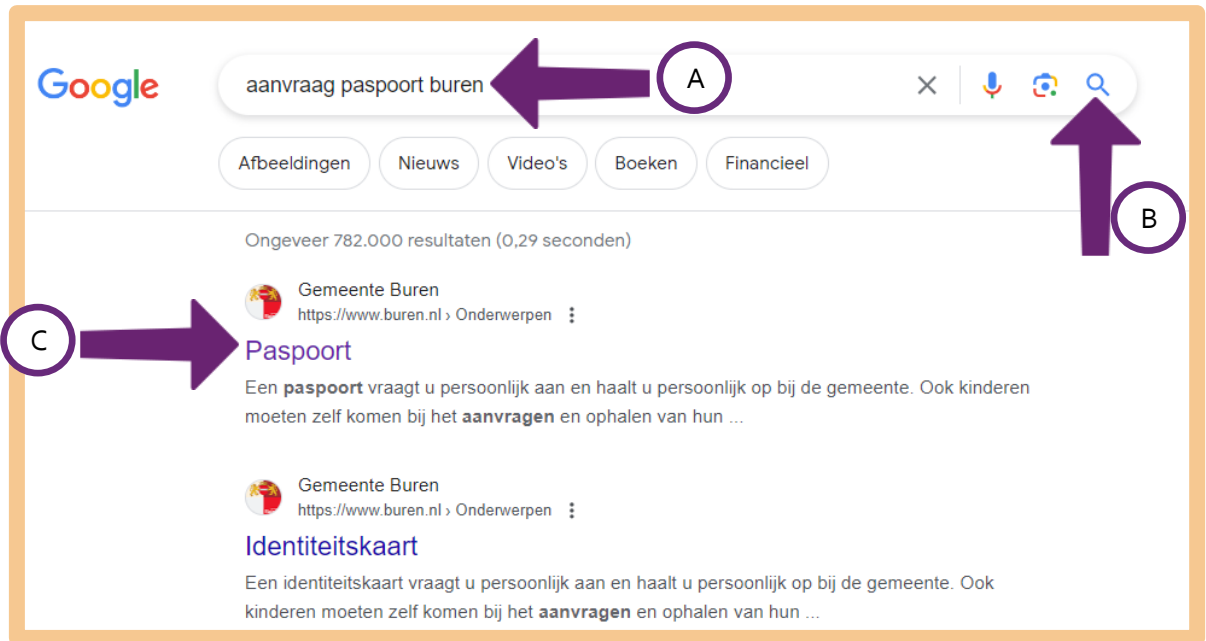 Google
aanvraag paspoort buren
A
Afbeeldingen Nieuws Video's Boeken Financieel
B
Ongeveer 782.000 resultaten (0,29 seconden)
Gemeente Buren
https://www.buren.nl › Onderwerpen
C
Paspoort
Een paspoort vraagt u persoonlijk aan en haalt u persoonlijk op bij de gemeente. Ook kinderen
moeten zelf komen bij het aanvragen en ophalen van hun ...
Gemeente Buren
https://www.buren.nl › Onderwerpen
Identiteitskaart
Een identiteitskaart vraagt u persoonlijk aan en haalt u persoonlijk op bij de gemeente. Ook
kinderen moeten zelf komen bij het aanvragen en ophalen van hun ...